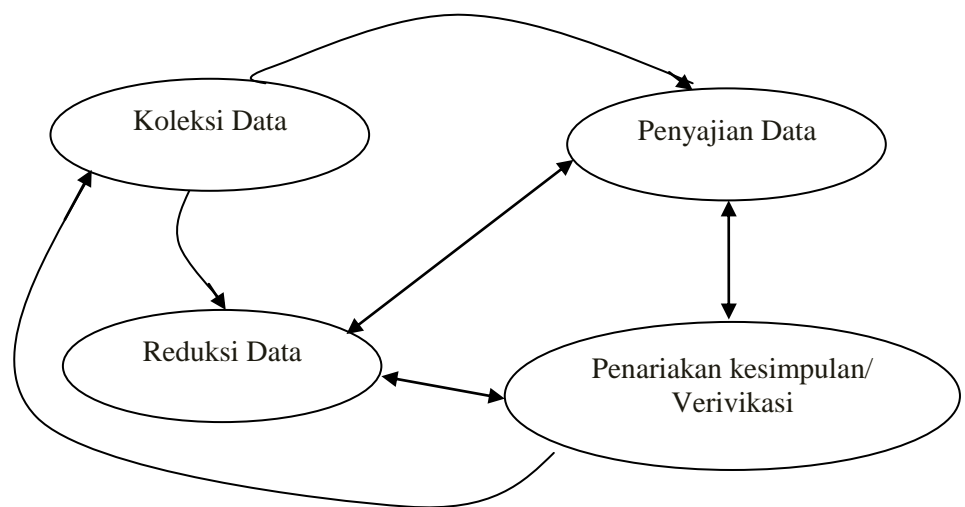 Koleksi Data
Penyajian Data
Reduksi Data
Penariakan kesimpulan/
Verivikasi